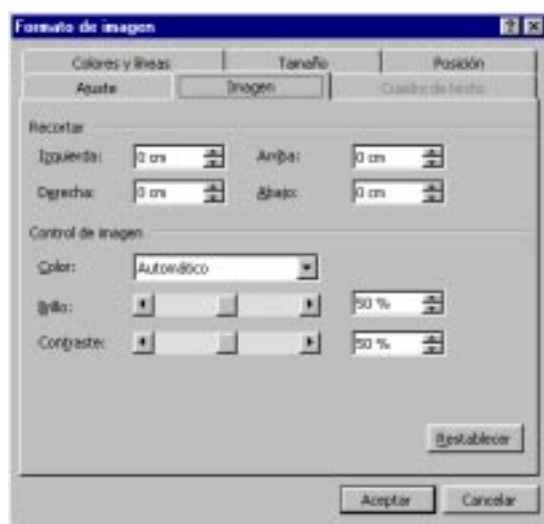 Formato de imagen
Colores y líneas Tamaño Posición
Ajuste Imagen Cuadro de texto
Recortar
Izquierda: 0 cm Arriba: 0 cm
Derecha: 0 cm Abajo: 0 cm
Control de imagen
Color: Automático
Brillo: 50 %
Contraste: 50 %
Restablecer
Aceptar Cancelar